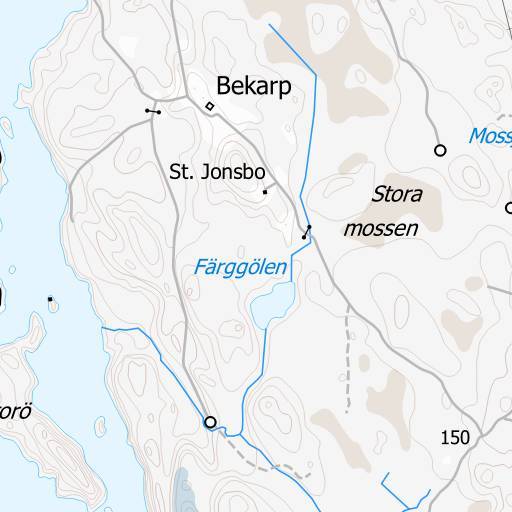 Bekarp
Moss
St. Jonsbo
Stora
mossen
Färggölen
orö
150